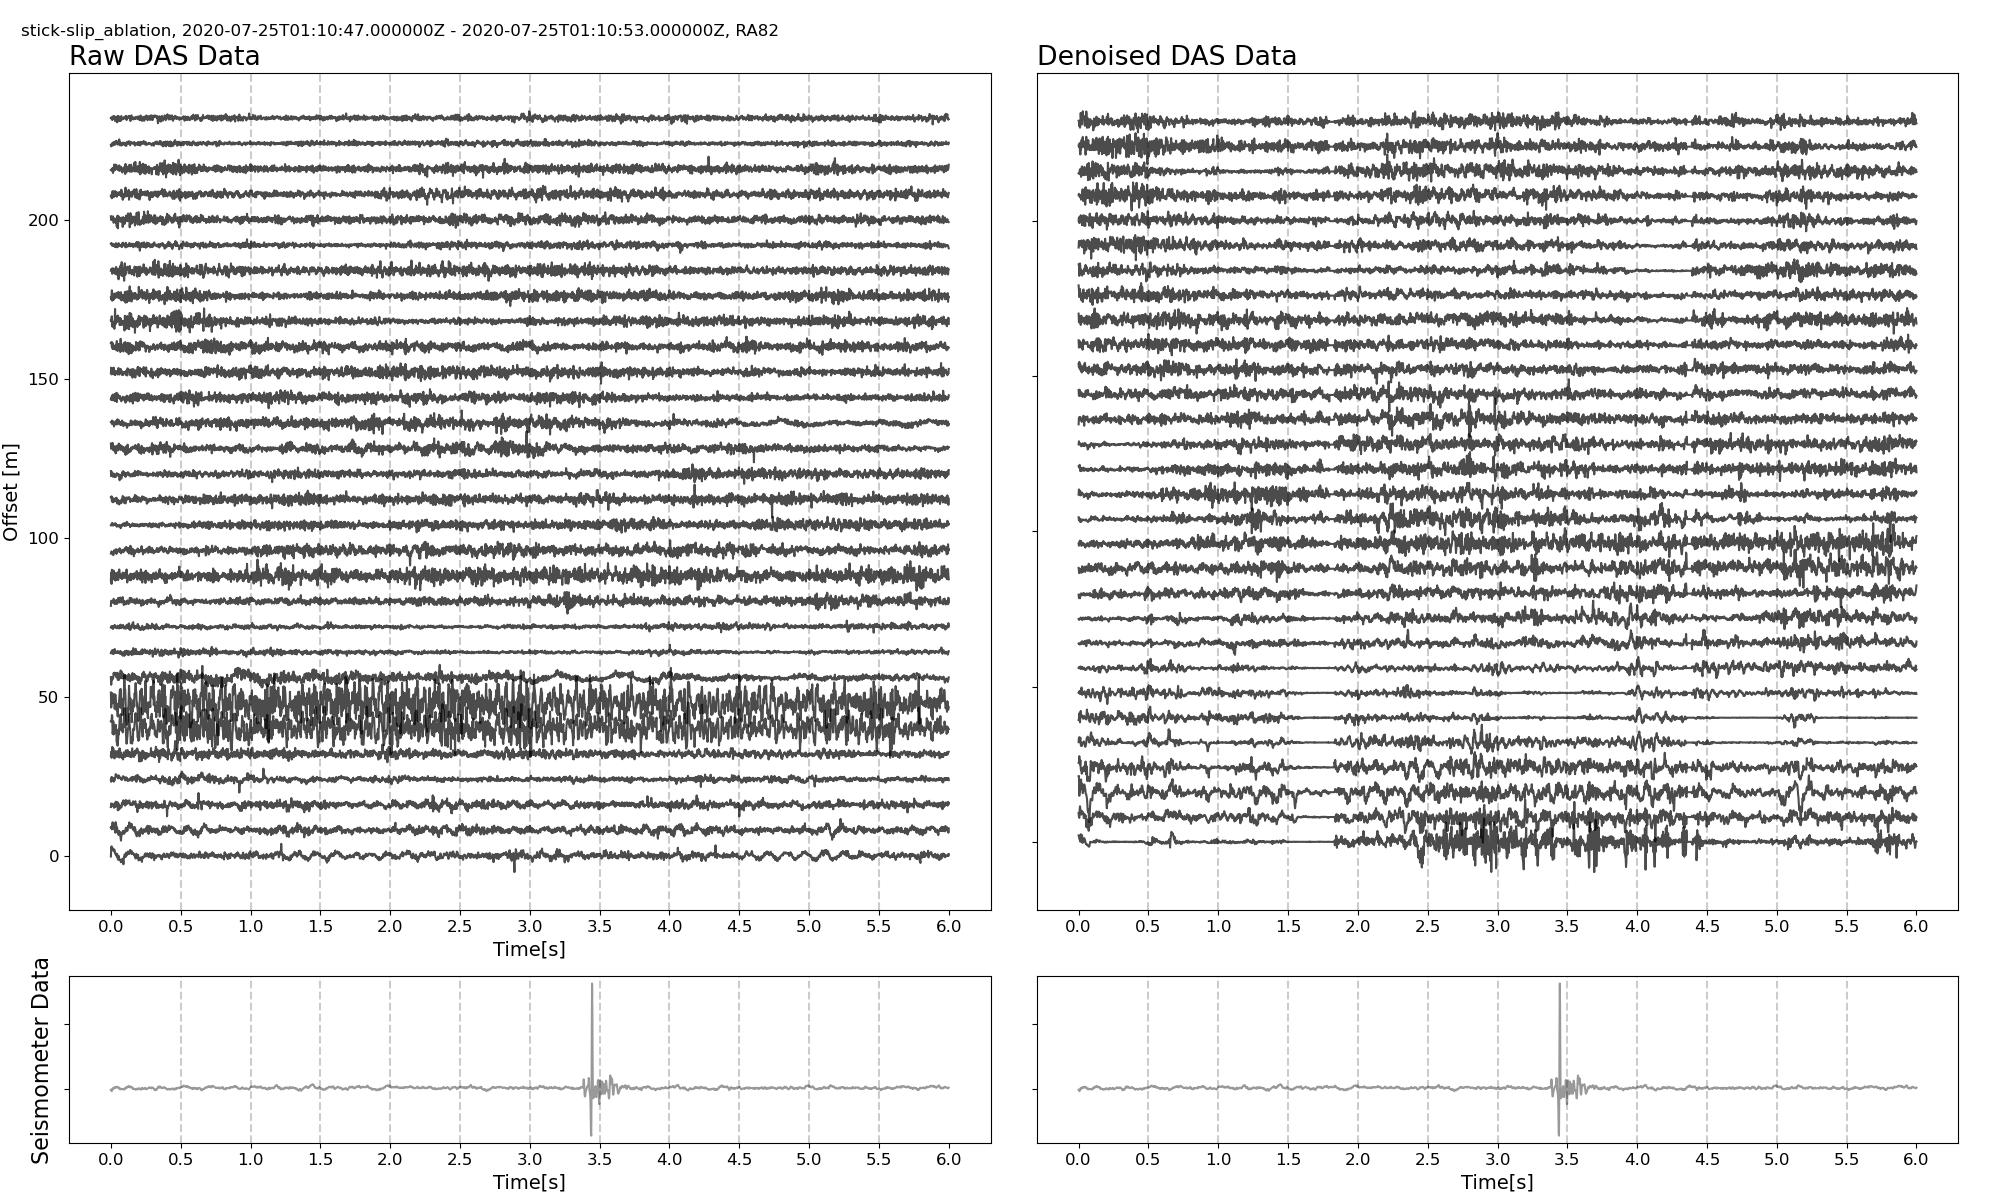 stick-slip_ablation, 2020-07-25T01:10:47.000000Z - 2020-07-25T01:10:53.000000Z, RA82
Raw DAS Data
Denoised DAS Data
Offset [m]
200
150
100
50
0
0.0 0.5 1.0 1.5 2.0 2.5 3.0 3.5 4.0 4.5 5.0 5.5 6.0
Time[s]
0.0 0.5 1.0 1.5 2.0 2.5 3.0 3.5 4.0 4.5 5.0 5.5 6.0
Seismometer Data
0.0 0.5 1.0 1.5 2.0 2.5 3.0 3.5 4.0 4.5 5.0 5.5 6.0
Time[s]
0.0 0.5 1.0 1.5 2.0 2.5 3.0 3.5 4.0 4.5 5.0 5.5 6.0
Time[s]